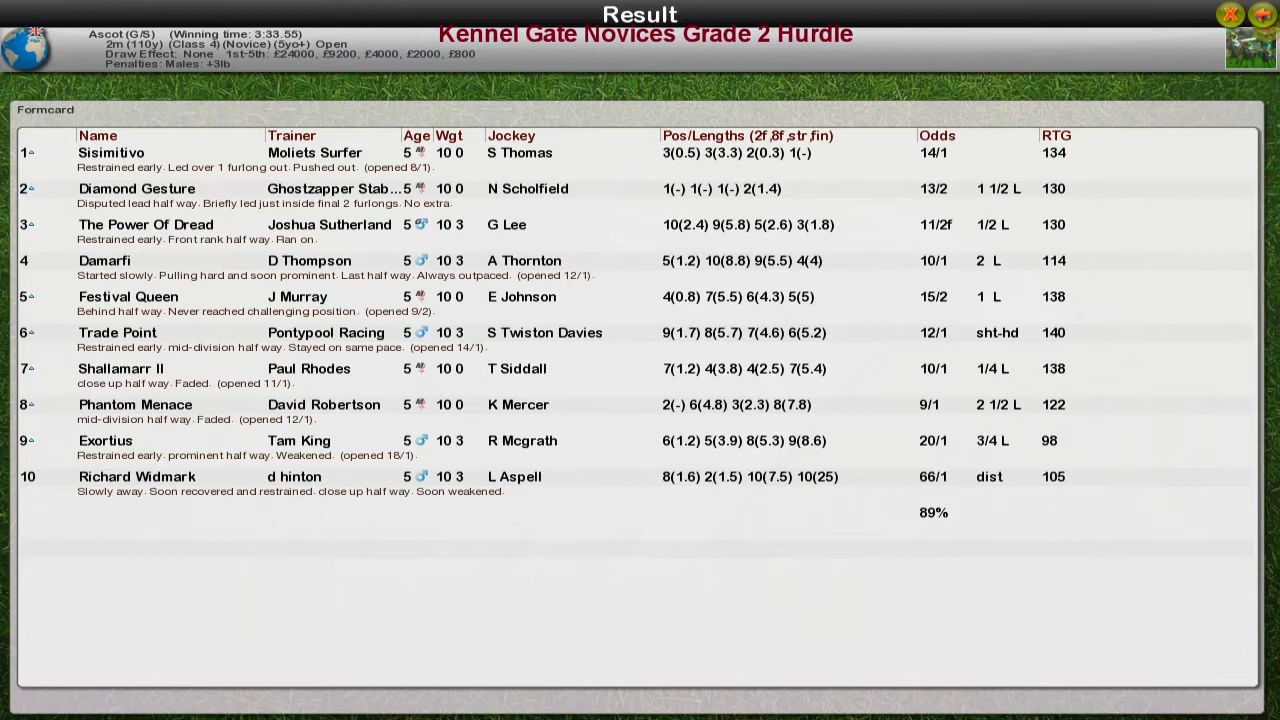 Result
Kennel Gate Novices Grade 2 Hurdle
Ascot (G/S) (Winning time: 3:33.55)
2m (110y) (Class 4) (Novice) (5yo+) Open
Draw Effect: None 1st-5th: £24000, £9200, £4000, £2000, £800
Penalties: Males: +3lb
Formcard
Name Trainer Age Wgt Jockey Pos/Lengths (2f,8f,str,fin) Odds RTG
1 Sisimitivo Moliets Surfer 5 10 0 S Thomas 3(0.5) 3(3.3) 2(0.3) 1(-) 14/1 134
Restrained early. Led over 1 furlong out. Pushed out. (opened 8/1).
2 Diamond Gesture Ghostzapper Stab... 5 10 0 N Scholfield 1(-) 1(-) 1(-) 2(1.4) 13/2 1 1/2 L 130
Disputed lead half way. Briefly led just inside final 2 furlongs. No extra.
3 The Power Of Dread Joshua Sutherland 5 10 3 G Lee 10(2.4) 9(5.8) 5(2.6) 3(1.8) 11/2f 1/2 L 130
Restrained early. Front rank half way. Ran on.
4 Damarfi D Thompson 5 10 3 A Thornton 5(1.2) 10(8.8) 9(5.5) 4(4) 10/1 2 L 114
Started slowly. Pulling hard and soon prominent. Last half way. Always outpaced. (opened 12/1).
5 Festival Queen J Murray 5 10 0 E Johnson 4(0.8) 7(5.5) 6(4.3) 5(5) 15/2 1 L 138
Behind half way. Never reached challenging position. (opened 9/2).
6 Trade Point Pontypool Racing 5 10 3 S Twiston Davies 9(1.7) 8(5.7) 7(4.6) 6(5.2) 12/1 sht-hd 140
Restrained early. mid-division half way. Stayed on same pace. (opened 14/1).
7 Shallamarr II Paul Rhodes 5 10 0 T Siddall 7(1.2) 4(3.8) 4(2.5) 7(5.4) 10/1 1/4 L 138
close up half way. Faded. (opened 11/1).
8 Phantom Menace David Robertson 5 10 0 K Mercer 2(-) 6(4.8) 3(2.3) 8(7.8) 9/1 2 1/2 L 122
mid-division half way. Faded. (opened 12/1).
9 Exortius Tam King 5 10 3 R Mcgrath 6(1.2) 5(3.9) 8(5.3) 9(8.6) 20/1 3/4 L 98
Restrained early. prominent half way. Weakened. (opened 18/1).
10 Richard Widmark d hinton 5 10 3 L Aspell 8(1.6) 2(1.5) 10(7.5) 10(25) 66/1 dist 105
Slowly away. Soon recovered and restrained. close up half way. Soon weakened.
89%